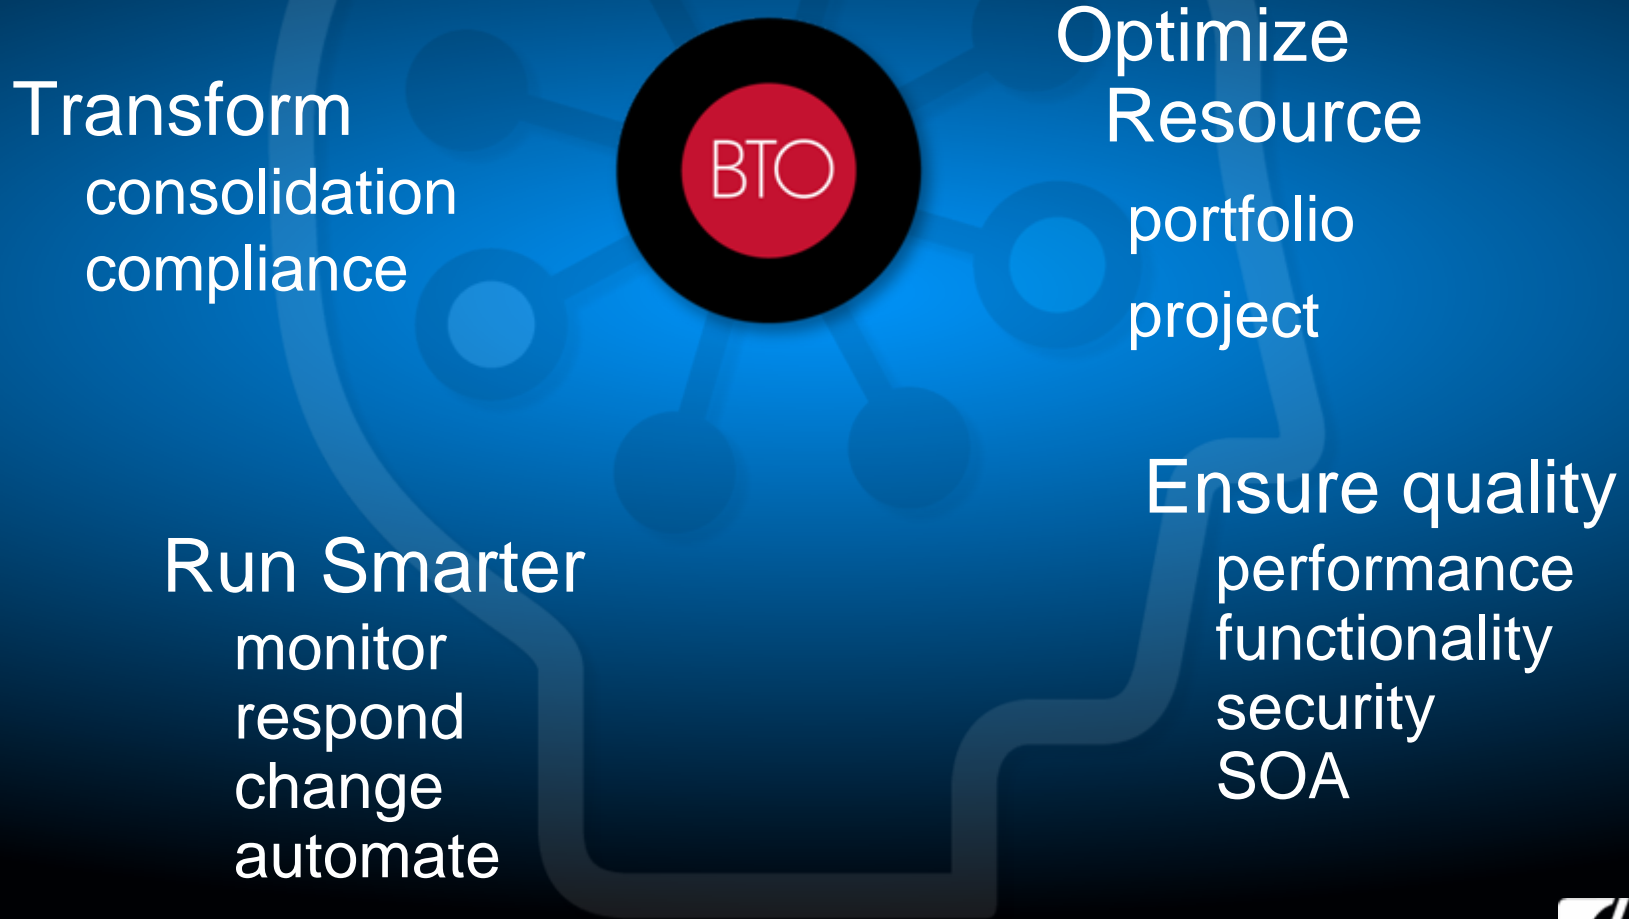 Transform
consolidation
compliance
BTO
Optimize
Resource
portfolio
project
Run Smarter
monitor
respond
change
automate
Ensure quality
performance
functionality
security
SOA